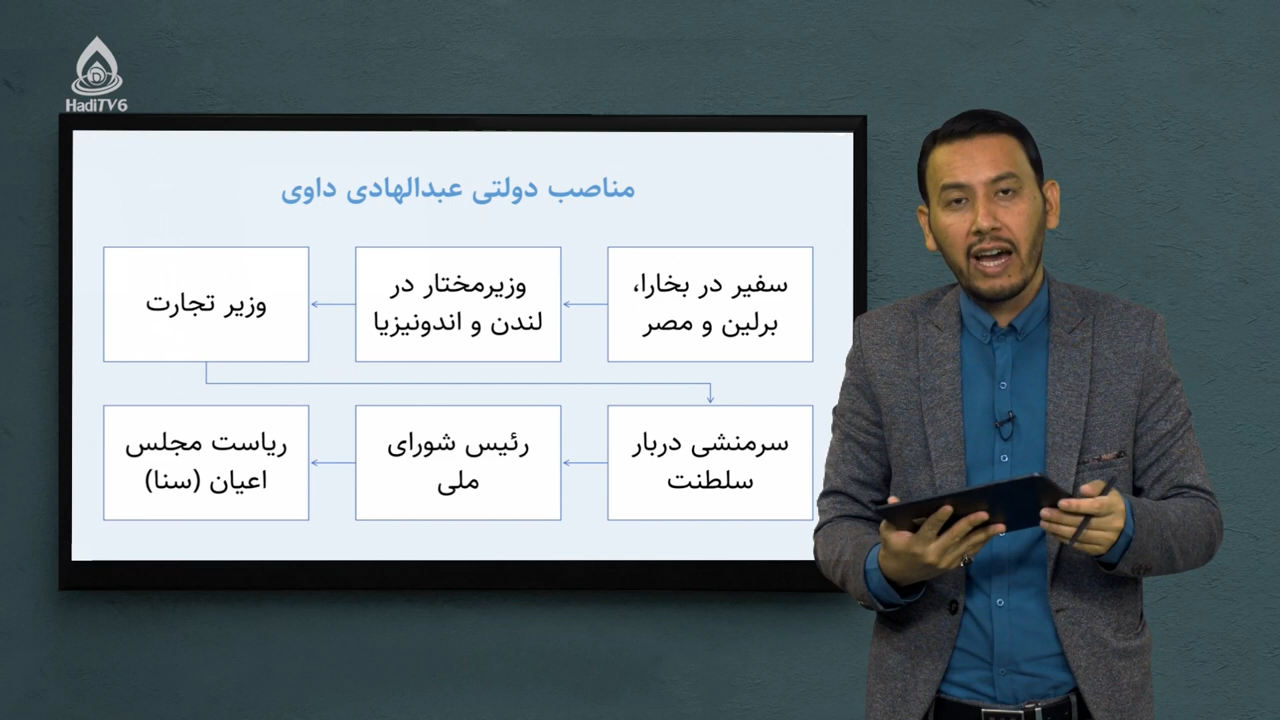 HadiTV6
مناصب دولتی عبدالهادی داوی
سفیر در بخارا،
برلین و مصر
وزیرمختار در
لندن و اندونیزیا
وزیر تجارت
سرمنشی دربار
سلطنت
رئیس شورای
ملی
ریاست مجلس
اعیان (سنا)